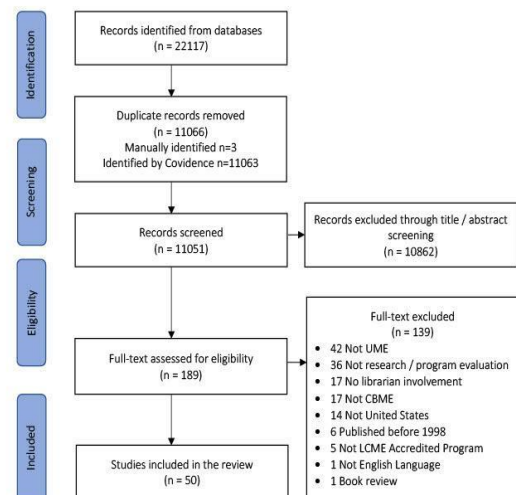 Identification
Records identified from databases
(n = 22117)
Duplicate records removed
(n = 11066)
Manually identified n=3
Identified by Covidence n=11063
Screening
Records screened
(n = 11051)
Records excluded through title / abstract
screening
(n = 10862)
Eligibility
Full-text assessed for eligibility
(n = 189)
Full-text excluded
(n = 139)
• 42 Not UME
• 36 Not research / program evaluation
• 17 No librarian involvement
• 17 Not CBME
• 14 Not United States
• 6 Published before 1998
• 5 Not LCME Accredited Program
• 1 Not English Language
• 1 Book review
Included
Studies included in the review
(n = 50)